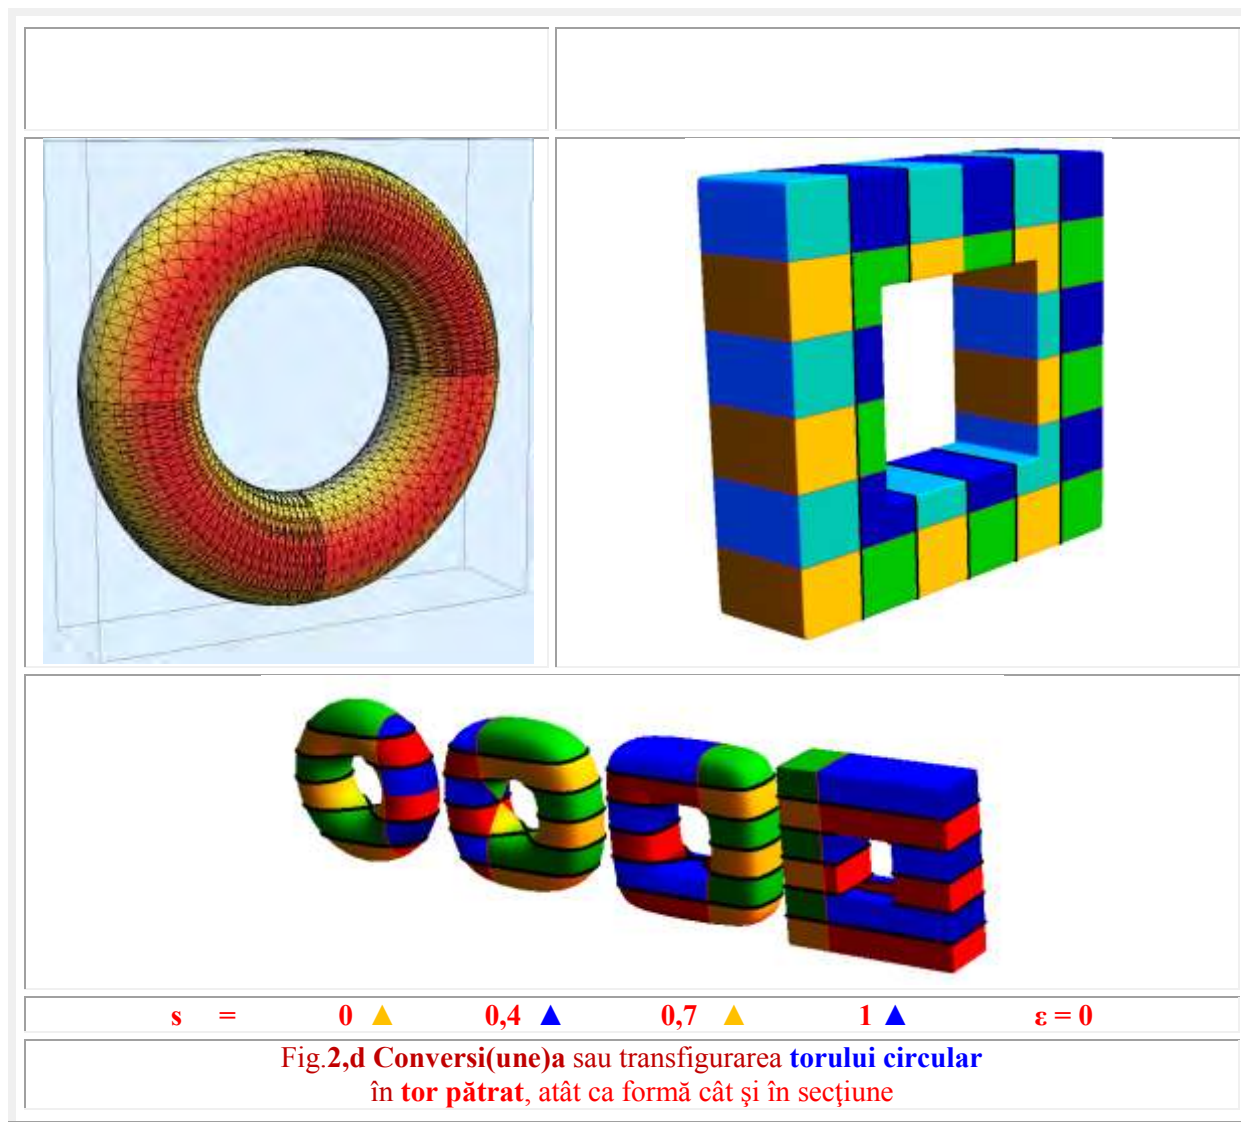 s = 0 ▲ 0,4 ▲ 0,7 ▲ 1 ▲ ε = 0
Fig.2,d Conversi(une)a sau transfigurarea torului circular
în tor pătrat, atât ca formă cât şi în secţiune